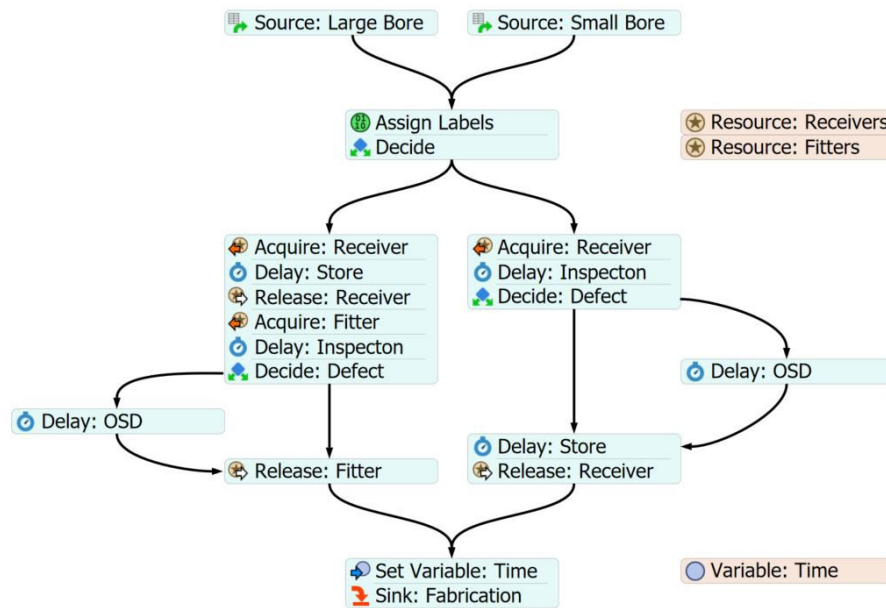 Source: Large Bore
Source: Small Bore
Assign Labels
Decide
Resource: Receivers
Resource: Fitters
Acquire: Receiver
Delay: Store
Release: Receiver
Acquire: Fitter
Delay: Inspecton
Decide: Defect
Acquire: Receiver
Delay: Inspecton
Decide: Defect
Delay: OSD
Delay: OSD
Release: Fitter
Delay: Store
Release: Receiver
Set Variable: Time
Sink: Fabrication
Variable: Time